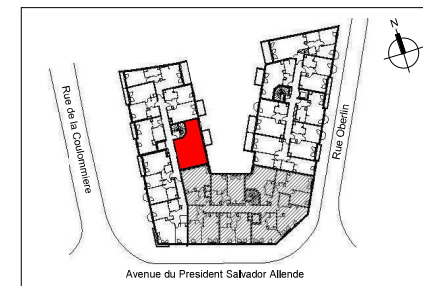 N
Rue de la Coulommiere
Rue Oberlin
Avenue du President Salvador Allende